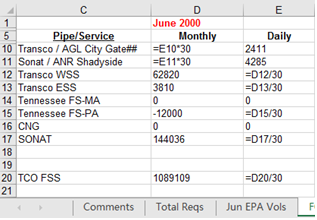 C D E
1 June 2000
5 Pipe/Service Monthly Daily
10 Transco / AGL City Gate## =E10*30 2411
11 Sonat / ANR Shadyside =E11*30 4285
12 Transco WSS 62820 =D12/30
13 Transco ESS 3810 =D13/30
14 Tennessee FS-MA 0 0
15 Tennessee FS-PA -12000 =D15/30
16 CNG 0 0
17 SONAT 144036 =D17/30
18
19
20 TCO FSS 1089109 =D20/30
21
Comments Total Reqs Jun EPA Vols